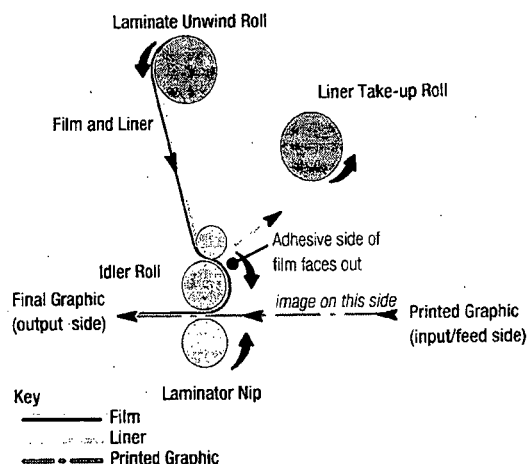 Laminate Unwind Roll
Liner Take-up Roll
Film and Liner
Adhesive side of
film faces out
Idler Roll
Final Graphic
(output side)
image on this side
Printed Graphic
(input/feed side)
Laminator Nip
Key
Film
Liner
Printed Graphic